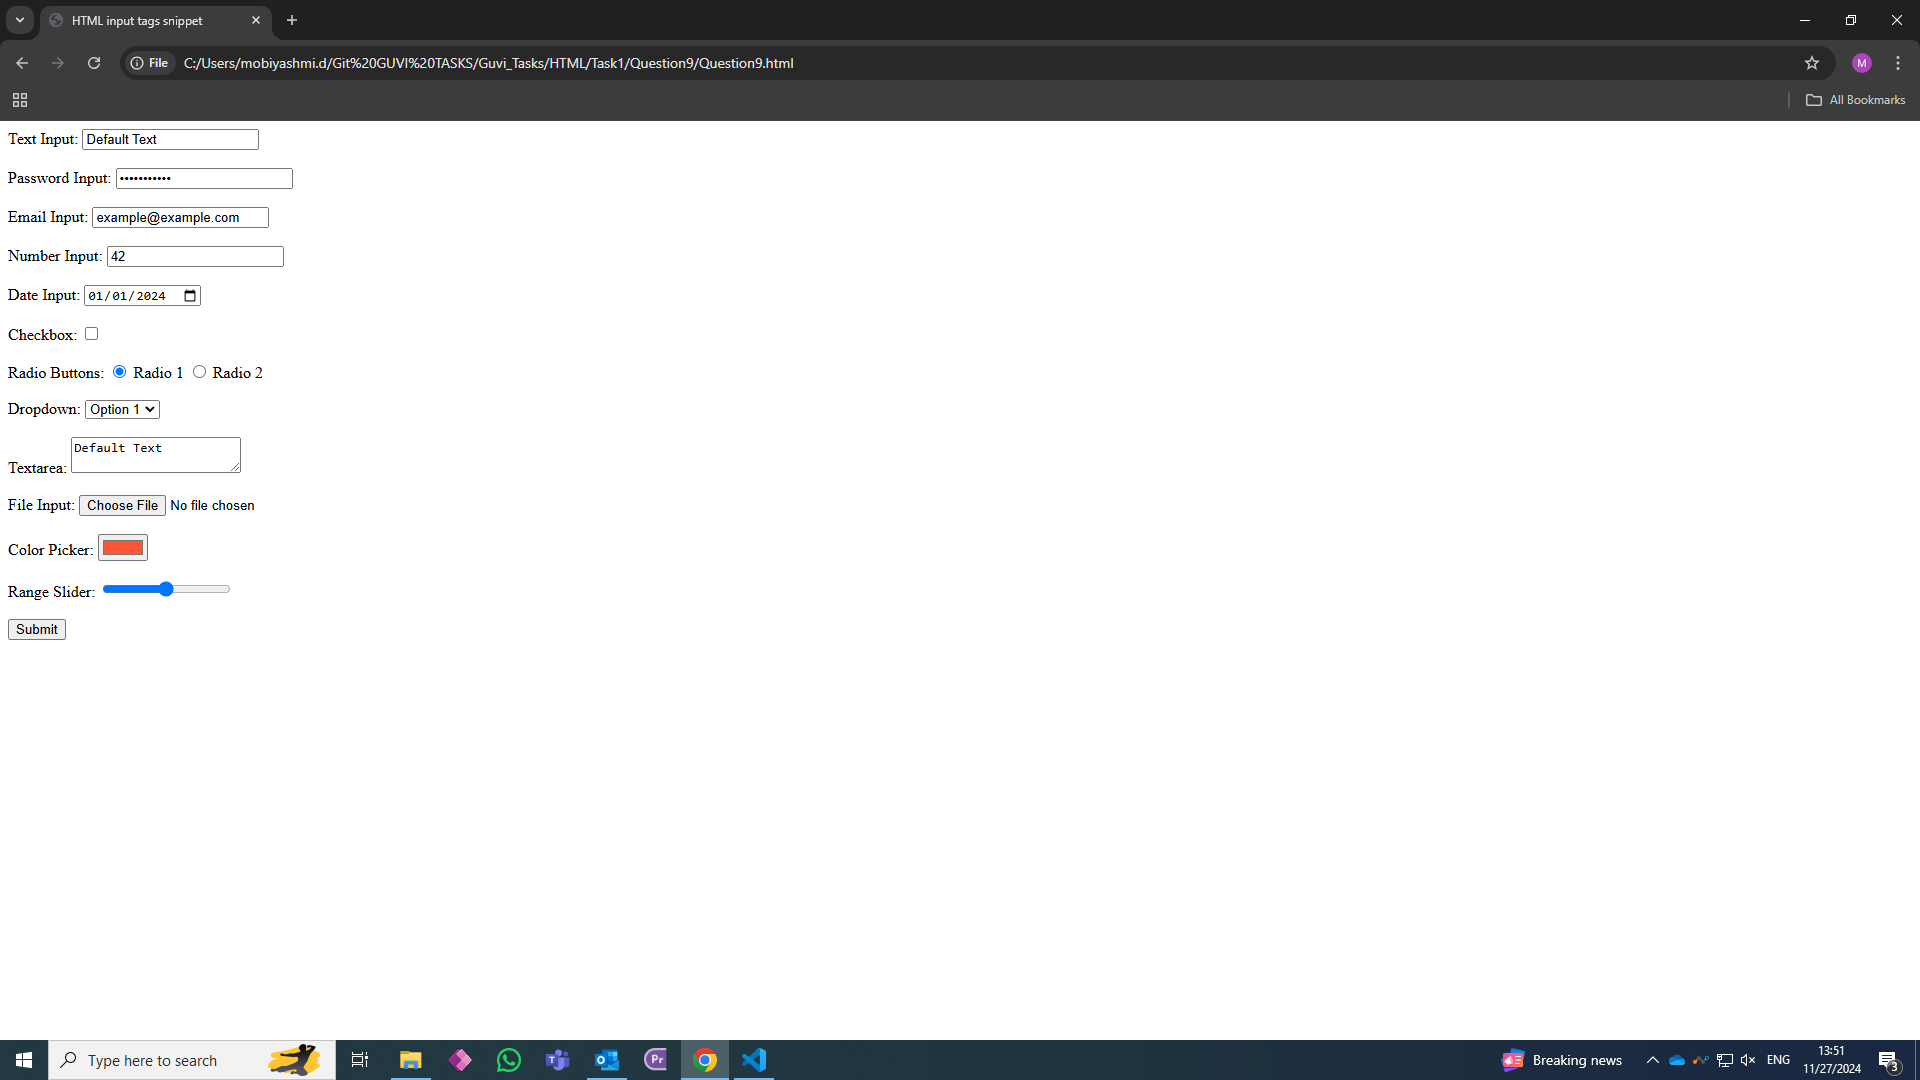 HTML input tags snippet
File C:/Users/mobiyashmi.d/Git%20GUVI%20TASKS/Guvi_Tasks/HTML/Task1/Question9/Question9.html
M
All Bookmarks
Text Input: Default Text
Password Input: •••••••••••
Email Input: example@example.com
Number Input: 42
Date Input: 01/01/2024
Checkbox:
Radio Buttons: Radio 1 Radio 2
Dropdown: Option 1
Textarea: Default Text
File Input: Choose File No file chosen
Color Picker:
Range Slider:
Submit
Type here to search
Pr
Breaking news
ENG
13:51
11/27/2024
3